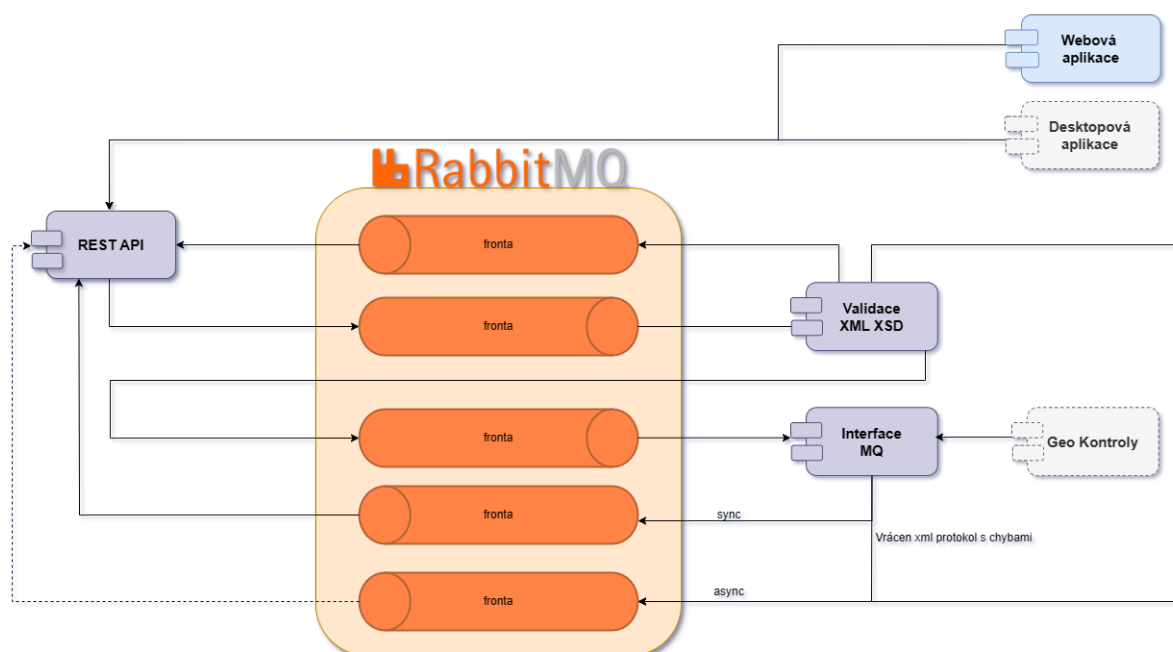 Webová
aplikace
Desktopová
aplikace
RabbitMQ
REST API
fronta
fronta
Validace
XML XSD
fronta
Interface
MQ
Geo Kontroly
fronta
sync
Vrácen xml protokol s chybami
fronta
async